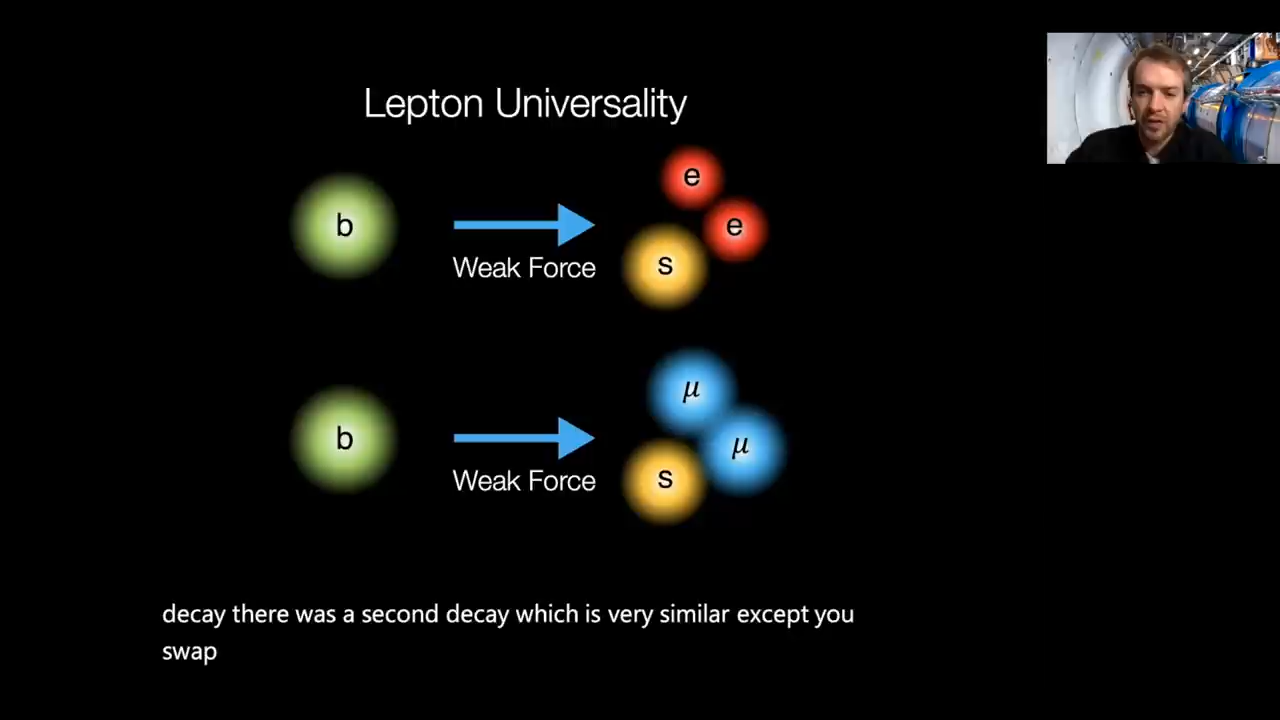 Lepton Universality
e
b
e
Weak Force
s
μ
b
μ
Weak Force
s
decay there was a second decay which is very similar except you
swap